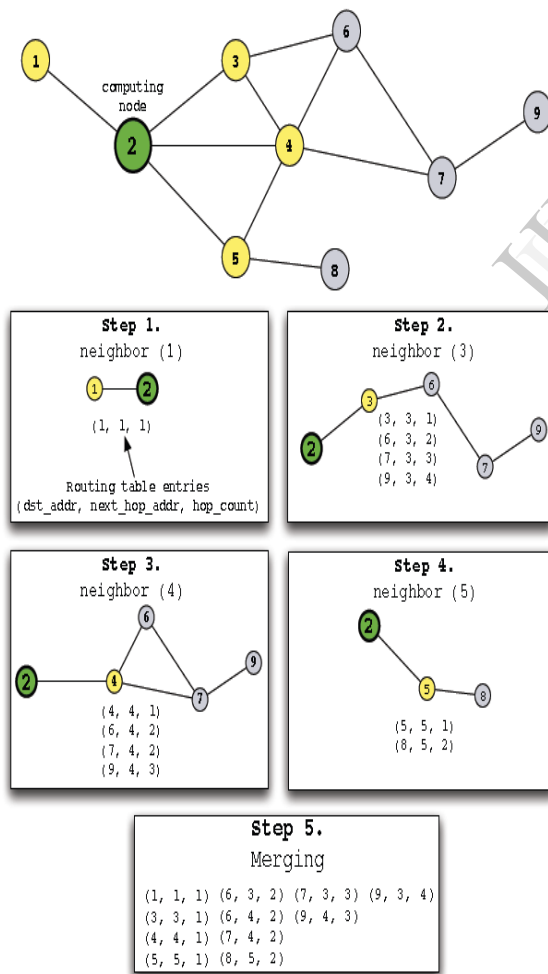 6
1
3
computing
node
9
2
4
7
5
8
Step 1.
neighbor (1)
1
2
(1, 1, 1)
Routing table entries
(dst_addr, next_hop_addr, hop_count)
Step 2.
neighbor (3)
6
3
(3, 3, 1)
9
(6, 3, 2)
2
(7, 3, 3)
7
(9, 3, 4)
Step 3.
neighbor (4)
6
9
2
4
7
(4, 4, 1)
(6, 4, 2)
(7, 4, 2)
(9, 4, 3)
Step 4.
neighbor (5)
2
5
8
(5, 5, 1)
(8, 5, 2)
Step 5.
Merging
(1, 1, 1) (6, 3, 2) (7, 3, 3) (9, 3, 4)
(3, 3, 1) (6, 4, 2) (9, 4, 3)
(4, 4, 1) (7, 4, 2)
(5, 5, 1) (8, 5, 2)